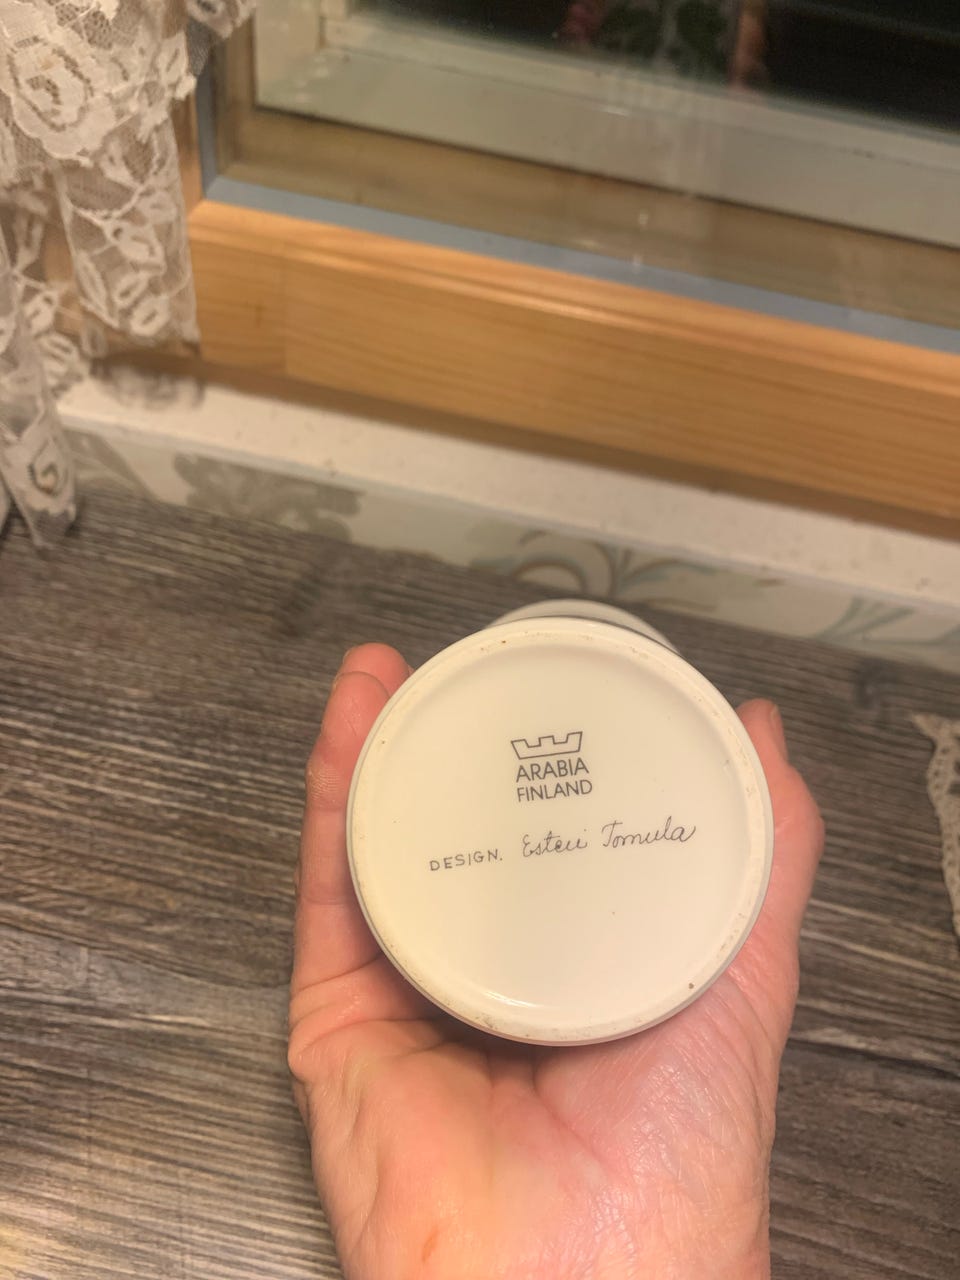 ARABIA
FINLAND
DESIGN. Esteri Tomula